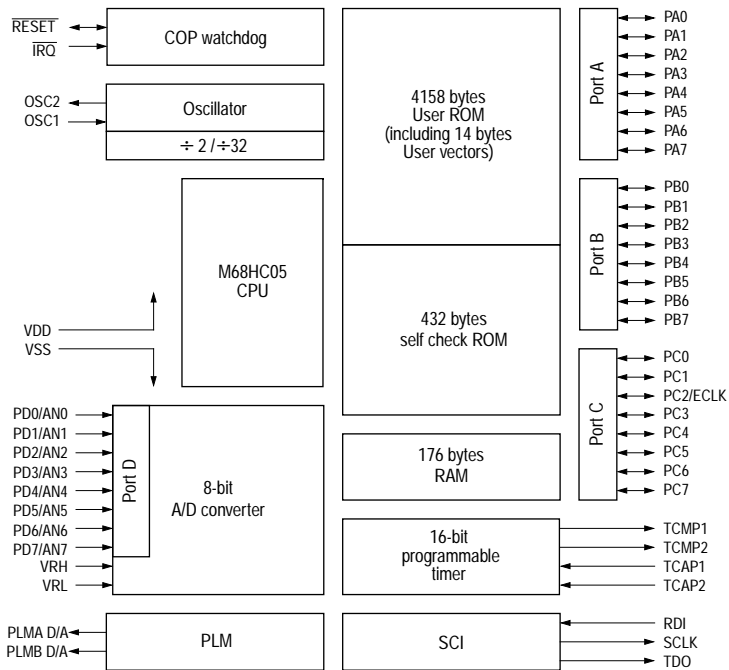 RESET
IRQ
COP watchdog
OSC2
OSC1
Oscillator
÷ 2 / ÷32
4158 bytes
User ROM
(including 14 bytes
User vectors)
Port A
PA0
PA1
PA2
PA3
PA4
PA5
PA6
PA7
M68HC05
CPU
VDD
VSS
432 bytes
self check ROM
Port B
PB0
PB1
PB2
PB3
PB4
PB5
PB6
PB7
Port C
PC0
PC1
PC2/ECLK
PC3
PC4
PC5
PC6
PC7
PD0/AN0
PD1/AN1
PD2/AN2
PD3/AN3
PD4/AN4
PD5/AN5
PD6/AN6
PD7/AN7
VRH
VRL
Port D
8-bit
A/D converter
176 bytes
RAM
16-bit
programmable
timer
TCMP1
TCMP2
TCAP1
TCAP2
PLMA D/A
PLMB D/A
PLM
SCI
RDI
SCLK
TDO